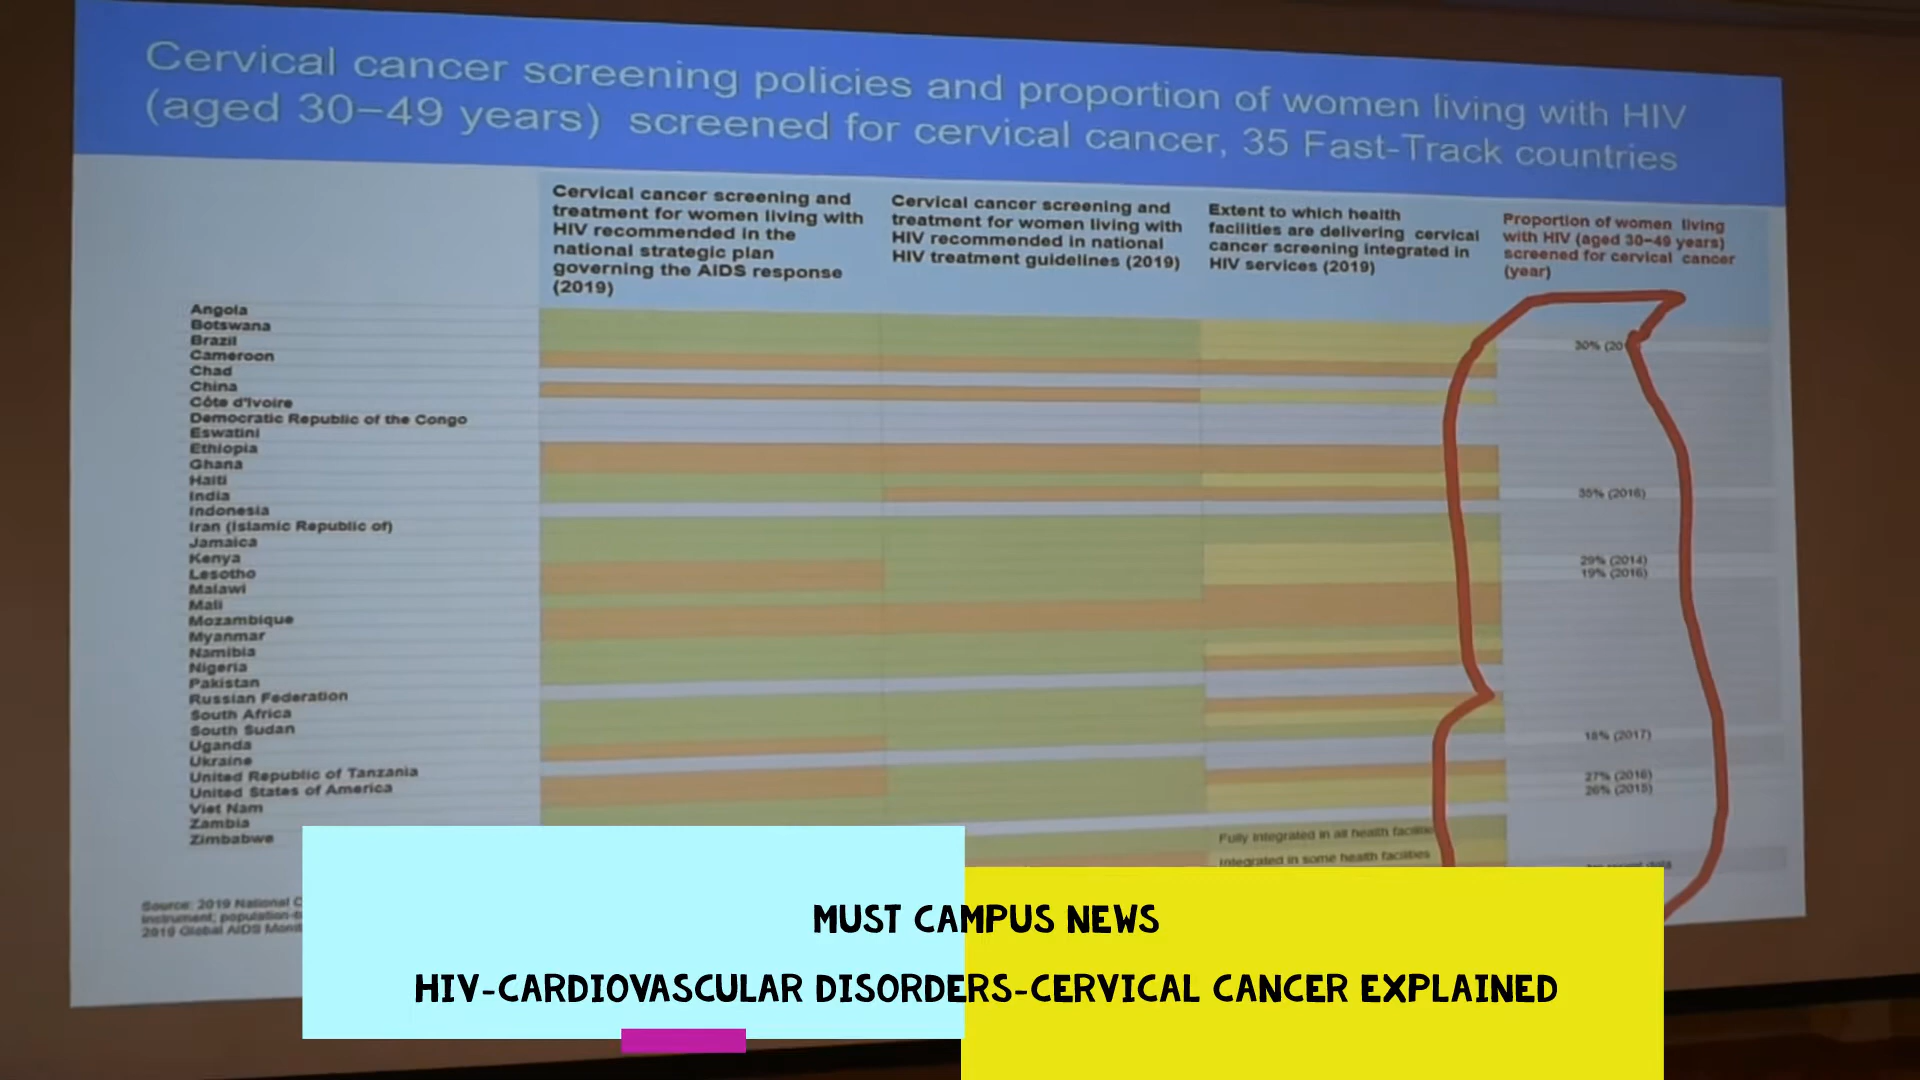 Cervical cancer screening policies and proportion of women living with HIV
(aged 30–49 years) screened for cervical cancer, 35 Fast-Track countries
Cervical cancer screening and
treatment for women living with
HIV recommended in the
national strategic plan
governing the AIDS response
(2019)
Cervical cancer screening and
treatment for women living with
HIV recommended in national
HIV treatment guidelines (2019)
Extent to which health
facilities are delivering cervical
cancer screening integrated in
HIV services (2019)
Proportion of women living
with HIV (aged 30–49 years)
screened for cervical cancer
(year)
Angola
Botswana
Brazil
Cameroon
Chad
China
Côte d'Ivoire
Democratic Republic of the Congo
Eswatini
Ethiopia
Ghana
Haiti
India
Indonesia
Iran (Islamic Republic of)
Jamaica
Kenya
Lesotho
Malawi
Mali
Mozambique
Myanmar
Namibia
Nigeria
Pakistan
Russian Federation
South Africa
South Sudan
Uganda
Ukraine
United Republic of Tanzania
United States of America
Viet Nam
Zambia
Zimbabwe
30% (20
35% (2016)
29% (2014)
19% (2016)
18% (2017)
27% (2016)
26% (2015)
Fully integrated in all health
Integrated in some health facilities
Source: 2019 National
instrument; population-
2019 Global AIDS
MUST CAMPUS NEWS
HIV-CARDIOVASCULAR DISORDERS-CERVICAL CANCER EXPLAINED